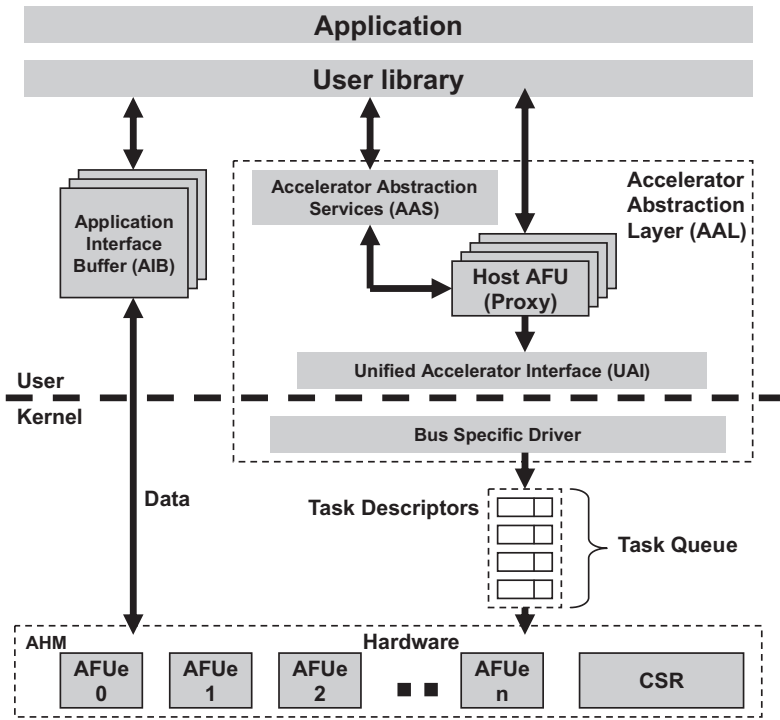 Application
User library
Application
Interface
Buffer (AIB)
Accelerator Abstraction
Services (AAS)
Accelerator
Abstraction
Layer (AAL)
Host AFU
(Proxy)
Unified Accelerator Interface (UAI)
User
Kernel
Bus Specific Driver
Data
Task Descriptors
Task Queue
AHM
Hardware
AFUe
0
AFUe
1
AFUe
2
AFUe
n
CSR